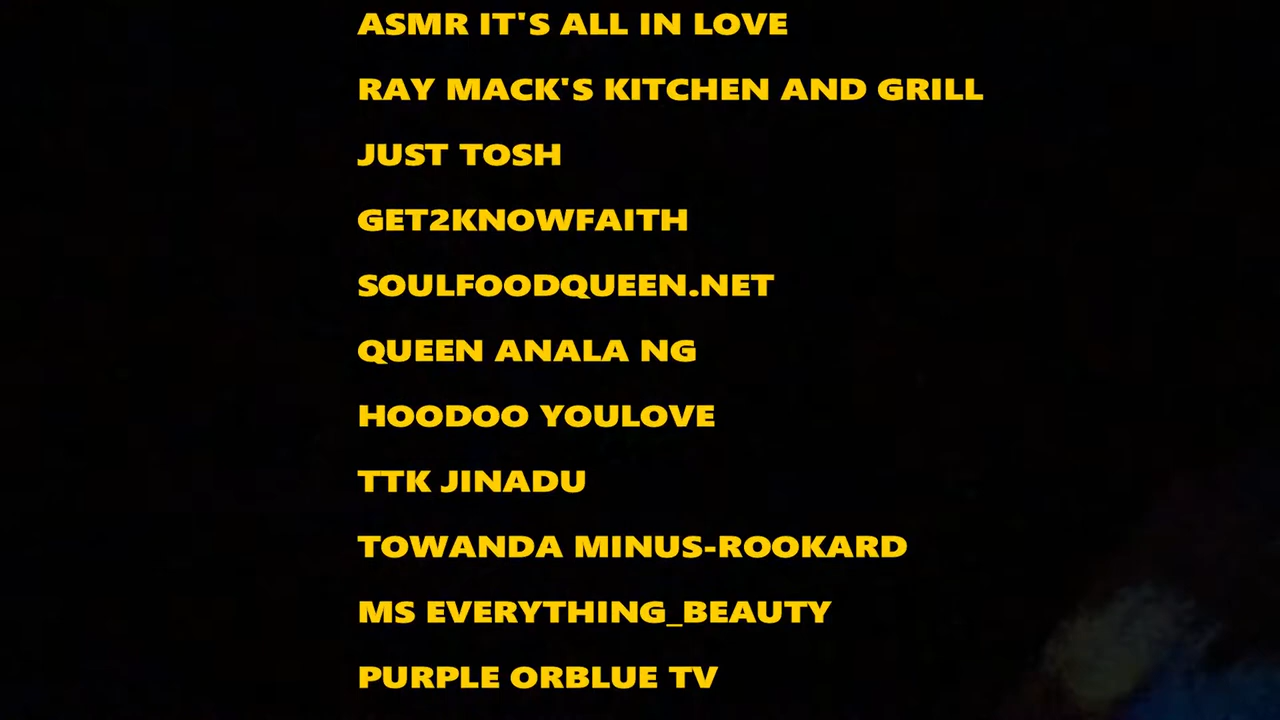 ASMR IT'S ALL IN LOVE
RAY MACK'S KITCHEN AND GRILL
JUST TOSH
GET2KNOWFAITH
SOULFOODQUEEN.NET
QUEEN ANALA NG
HOODOO YOULOVE
TTK JINADU
TOWANDA MINUS-ROOKARD
MS EVERYTHING_BEAUTY
PURPLE ORBLUE TV